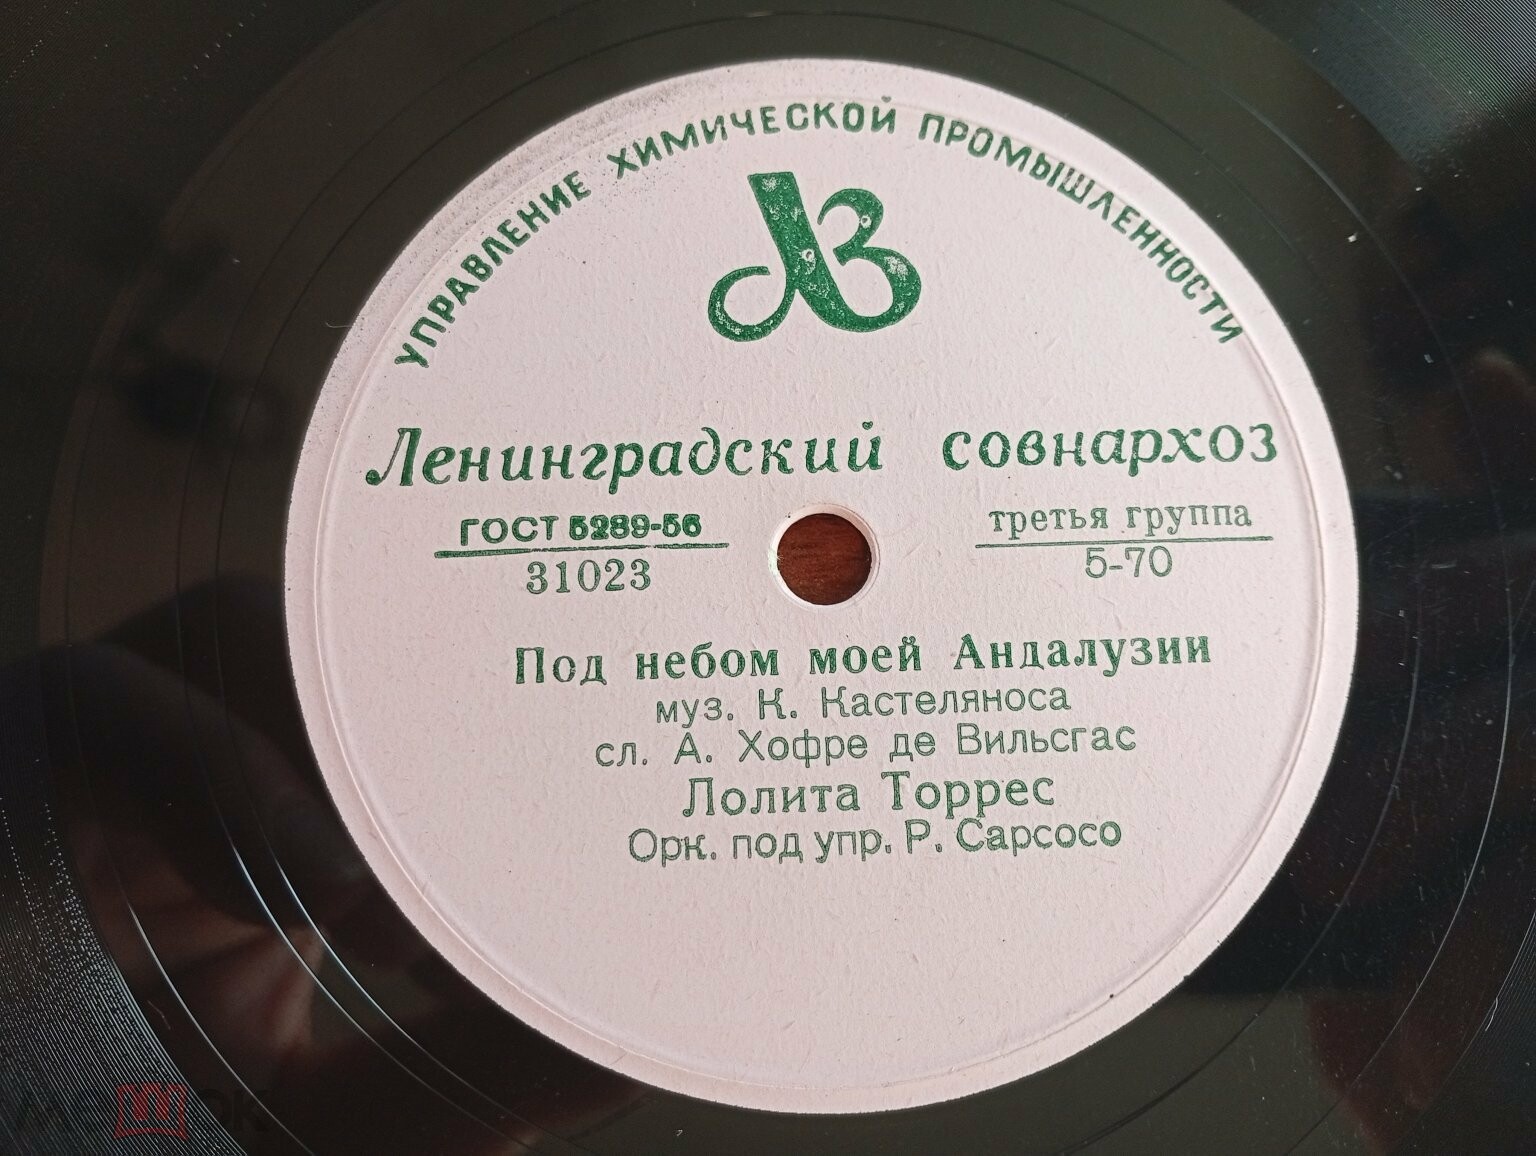 УПРАВЛЕНИЕ ХИМИЧЕСКОЙ ПРОМЫШЛЕННОСТИ
ЛЗ
Ленинградский совнархоз
ГОСТ 5289-56 третья группа
31023 5-70
Под небом моей Андалузии
муз. К. Кастеляноса
сл. А. Хофре де Вильсгас
Лолита Торрес
Орк. под упр. Р. Сарсосо